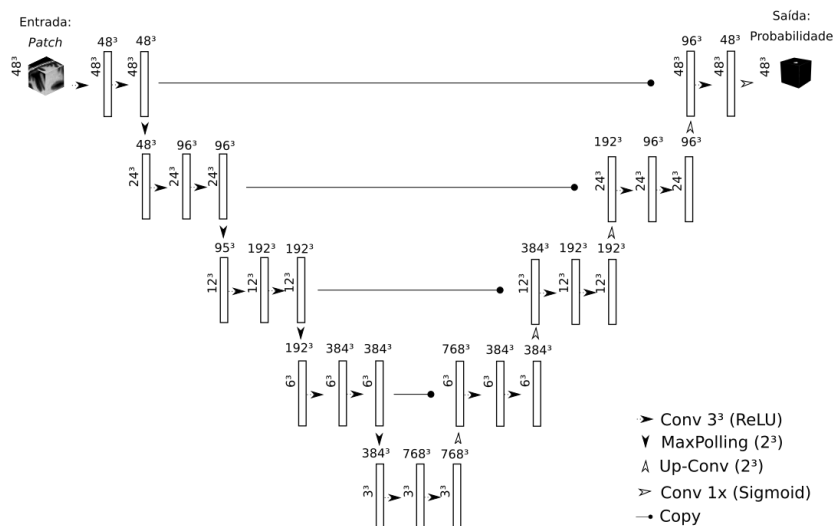 Entrada:
Patch
Saída:
Probabilidade
48³ 48³ 96³ 48³
48³ 48³ 48³ 48³ 48³ 48³
48³ 96³ 96³ 192³ 96³ 96³
24³ 24³ 24³ 24³ 24³ 24³
95³ 192³ 192³ 384³ 192³ 192³
12³ 12³ 12³ 12³ 12³ 12³
192³ 384³ 384³ 768³ 384³ 384³
6³ 6³ 6³ 6³ 6³ 6³
384³ 768³ 768³
3³ 3³ 3³
Conv 3³ (ReLU)
MaxPolling (2³)
Up-Conv (2³)
Conv 1x (Sigmoid)
Copy